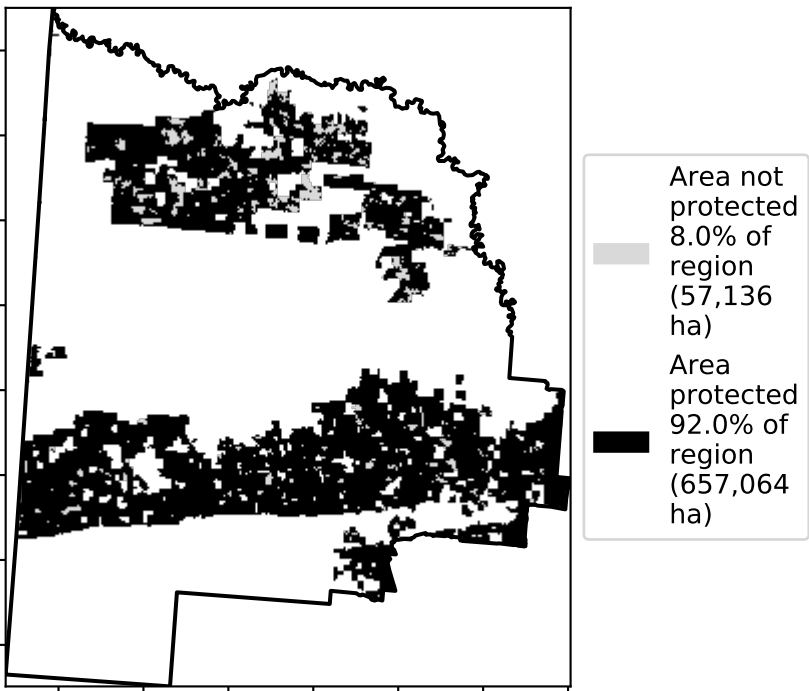 Area not
protected
8.0% of
region
(57,136
ha)
Area
protected
92.0% of
region
(657,064
ha)